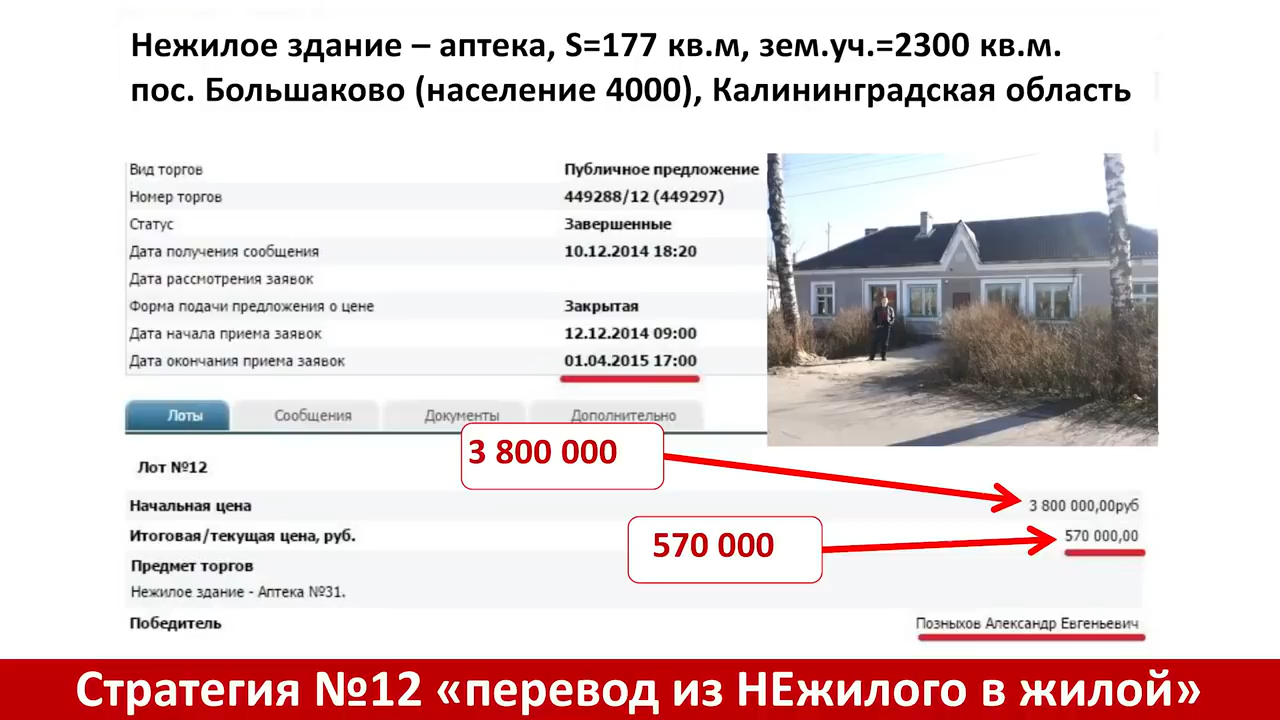 Нежилое здание – аптека, S=177 кв.м, зем.уч.=2300 кв.м.
пос. Большаково (население 4000), Калининградская область
Вид торгов Публичное предложение
Номер торгов 449288/12 (449297)
Статус Завершенные
Дата получения сообщения 10.12.2014 18:20
Дата рассмотрения заявок
Форма подачи предложения о цене Закрытая
Дата начала приема заявок 12.12.2014 09:00
Дата окончания приема заявок 01.04.2015 17:00
Лоты Сообщения Документы Дополнительно
3 800 000
Лот №12
Начальная цена 3 800 000,00руб
Итоговая/текущая цена, руб. 570 000,00
570 000
Предмет торгов
Нежилое здание - Аптека №31.
Победитель Позныхов Александр Евгеньевич
Стратегия №12 «перевод из НЕжилого в жилой»